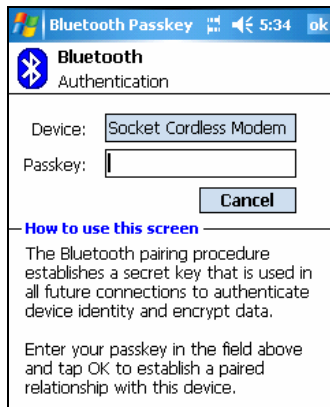 Bluetooth Passkey 5:34 ok
Bluetooth
Authentication
Device: Socket Cordless Modem
Passkey:
Cancel
How to use this screen
The Bluetooth pairing procedure
establishes a secret key that is used in
all future connections to authenticate
device identity and encrypt data.
Enter your passkey in the field above
and tap OK to establish a paired
relationship with this device.